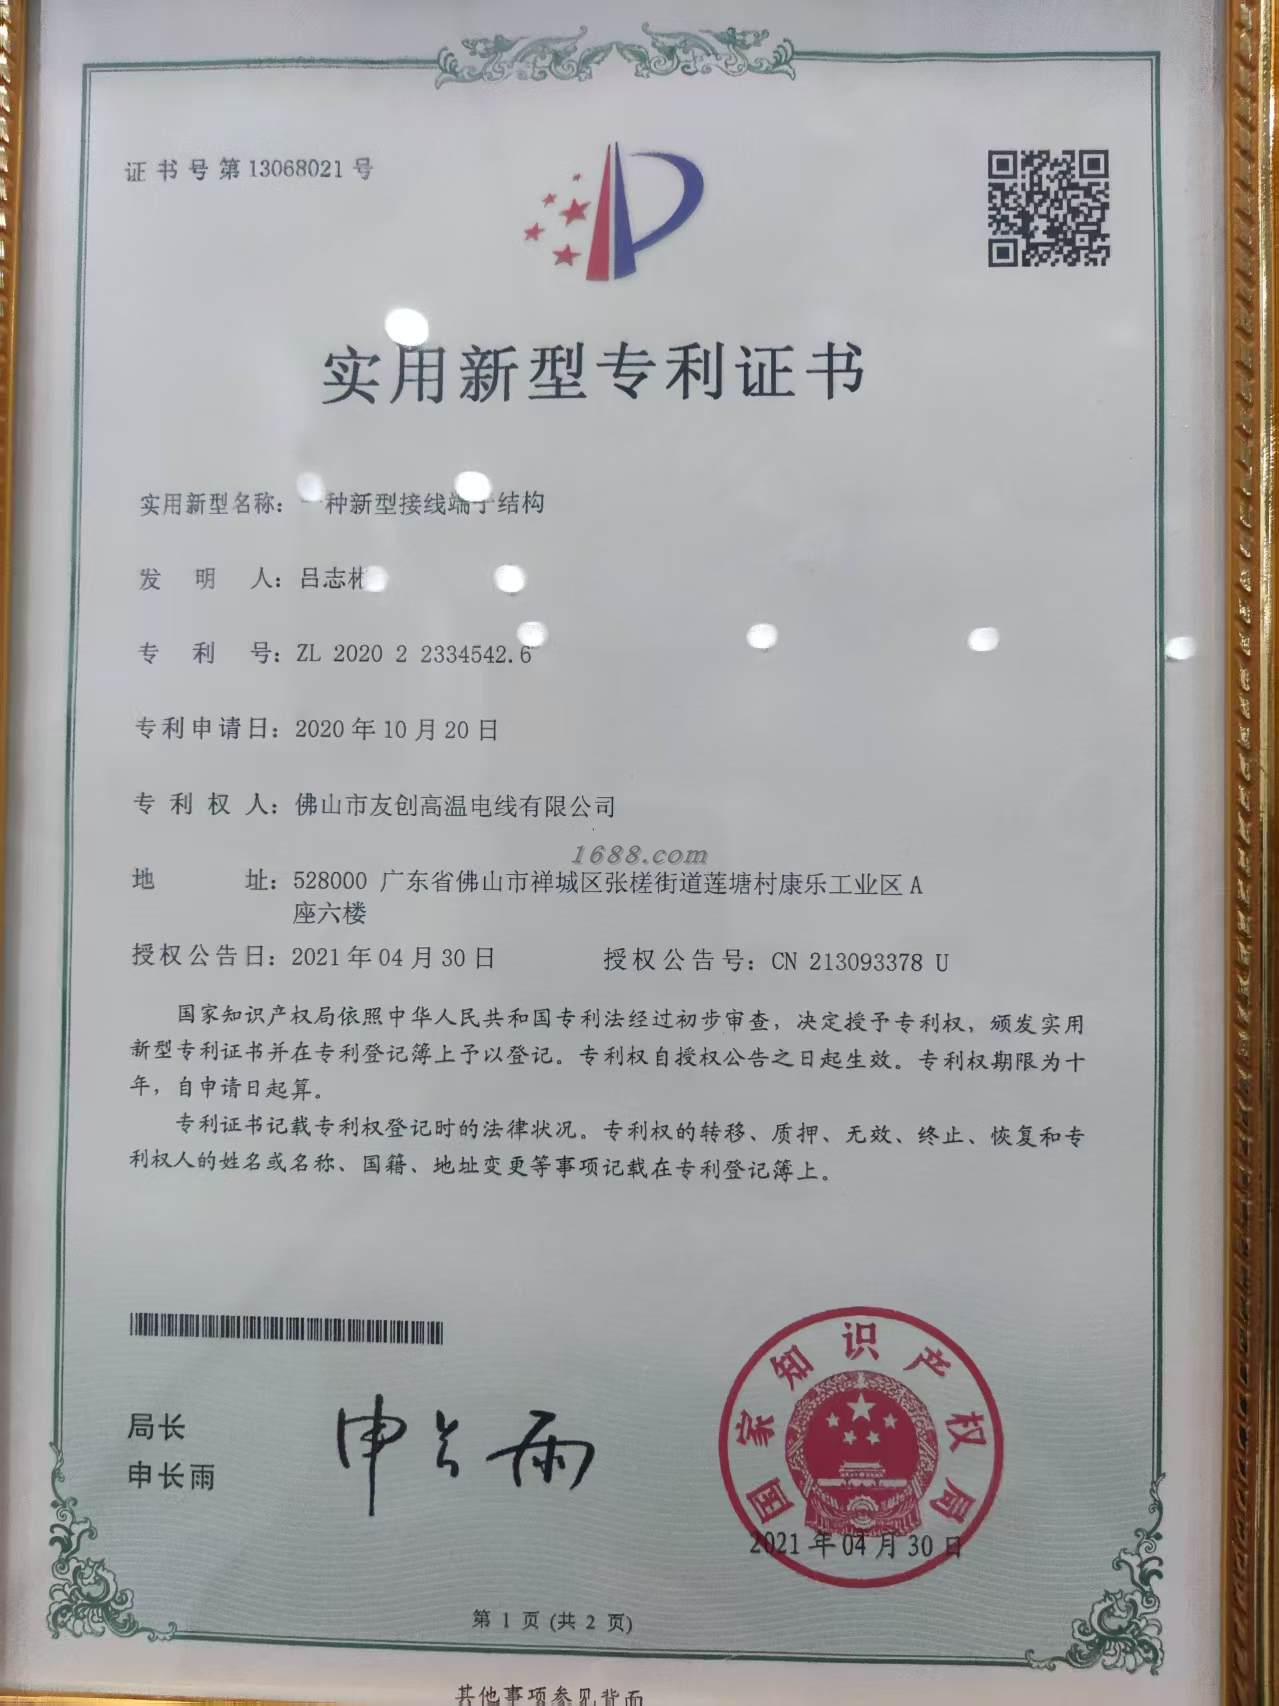 证书号第13068021号
实用新型专利证书
实用新型名称：一种新型接线端子结构
发明人：吕志彬
专利号：ZL 2020 2 2334542.6
专利申请日：2020年10月20日
专利权人：佛山市友创高温电线有限公司
1688.com
地址：528000 广东省佛山市禅城区张槎街道莲塘村康乐工业区A
座六楼
授权公告日：2021年04月30日 授权公告号：CN 213093378 U
国家知识产权局依照中华人民共和国专利法经过初步审查，决定授予专利权，颁发实用
新型专利证书并在专利登记簿上予以登记。专利权自授权公告之日起生效。专利权期限为十
年，自申请日起算。
专利证书记载专利权登记时的法律状况。专利权的转移、质押、无效、终止、恢复和专
利权人的姓名或名称、国籍、地址变更等事项记载在专利登记簿上。
局长
申长雨
申长雨
国家知识产权局
2021年04月30日
第 1 页 (共 2 页)
其他事项参见背面